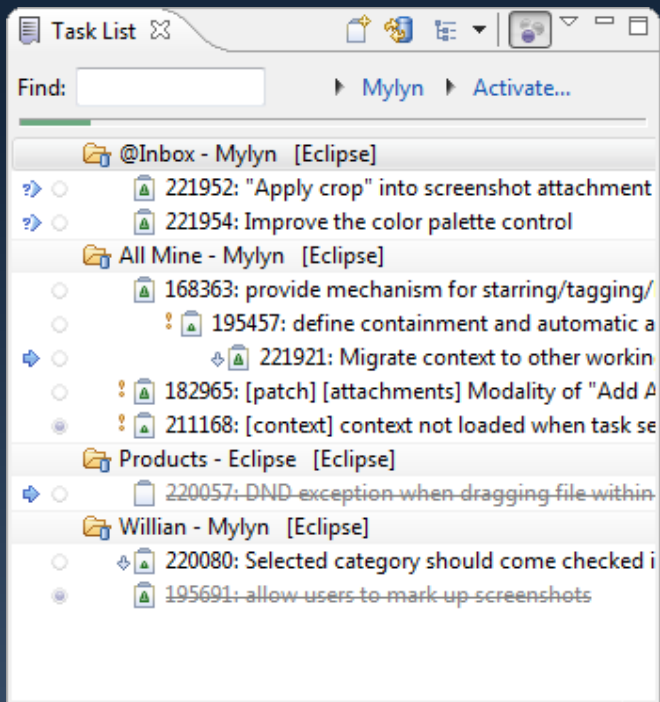 Task List
Find: Mylyn Activate...
@Inbox - Mylyn [Eclipse]
221952: "Apply crop" into screenshot attachment
221954: Improve the color palette control
All Mine - Mylyn [Eclipse]
168363: provide mechanism for starring/tagging/
195457: define containment and automatic a
221921: Migrate context to other workin
182965: [patch] [attachments] Modality of "Add A
211168: [context] context not loaded when task se
Products - Eclipse [Eclipse]
220057: DND exception when dragging file within
Willian - Mylyn [Eclipse]
220080: Selected category should come checked i
195691: allow users to mark up screenshots